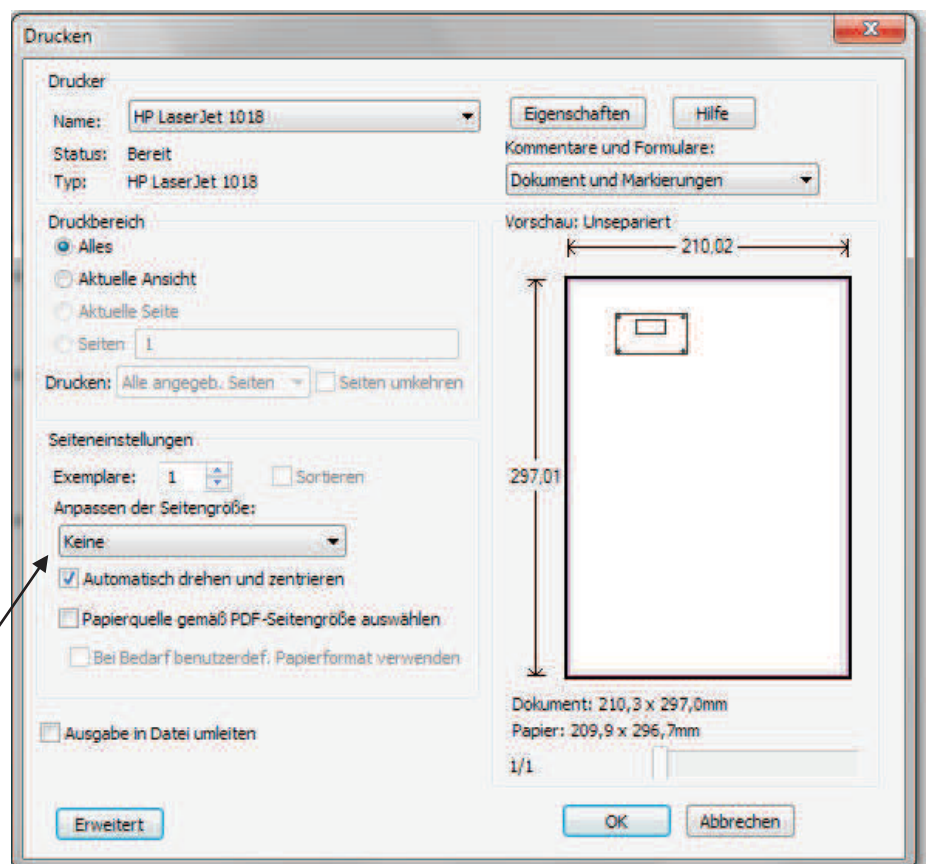 Drucken
Drucker
Name: HP LaserJet 1018
Eigenschaften Hilfe
Status: Bereit
Kommentare und Formulare:
Typ: HP LaserJet 1018
Dokument und Markierungen
Druckbereich
Alles
Aktuelle Ansicht
Aktuelle Seite
Seiten 1
Drucken: Alle angegeb. Seiten Seiten umkehren
Seiteneinstellungen
Exemplare: 1 Sortieren
Anpassen der Seitengröße:
Keine
Automatisch drehen und zentrieren
Papierquelle gemäß PDF-Seitengröße auswählen
Bei Bedarf benutzerdef. Papierformat verwenden
Ausgabe in Datei umleiten
Erweitert
Vorschau: Unsepariert
210,02
297,01
Dokument: 210,3 x 297,0mm
Papier: 209,9 x 296,7mm
1/1
OK Abbrechen